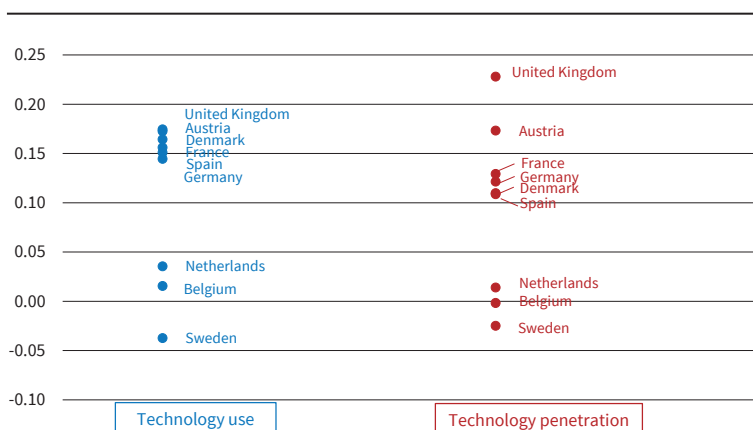 0.25
0.20
0.15
0.10
0.05
0.00
-0.05
-0.10
United Kingdom
Austria
Denmark
France
Spain
Germany
Netherlands
Belgium
Sweden
United Kingdom
Austria
France
Germany
Denmark
Spain
Netherlands
Belgium
Sweden
Technology use
Technology penetration